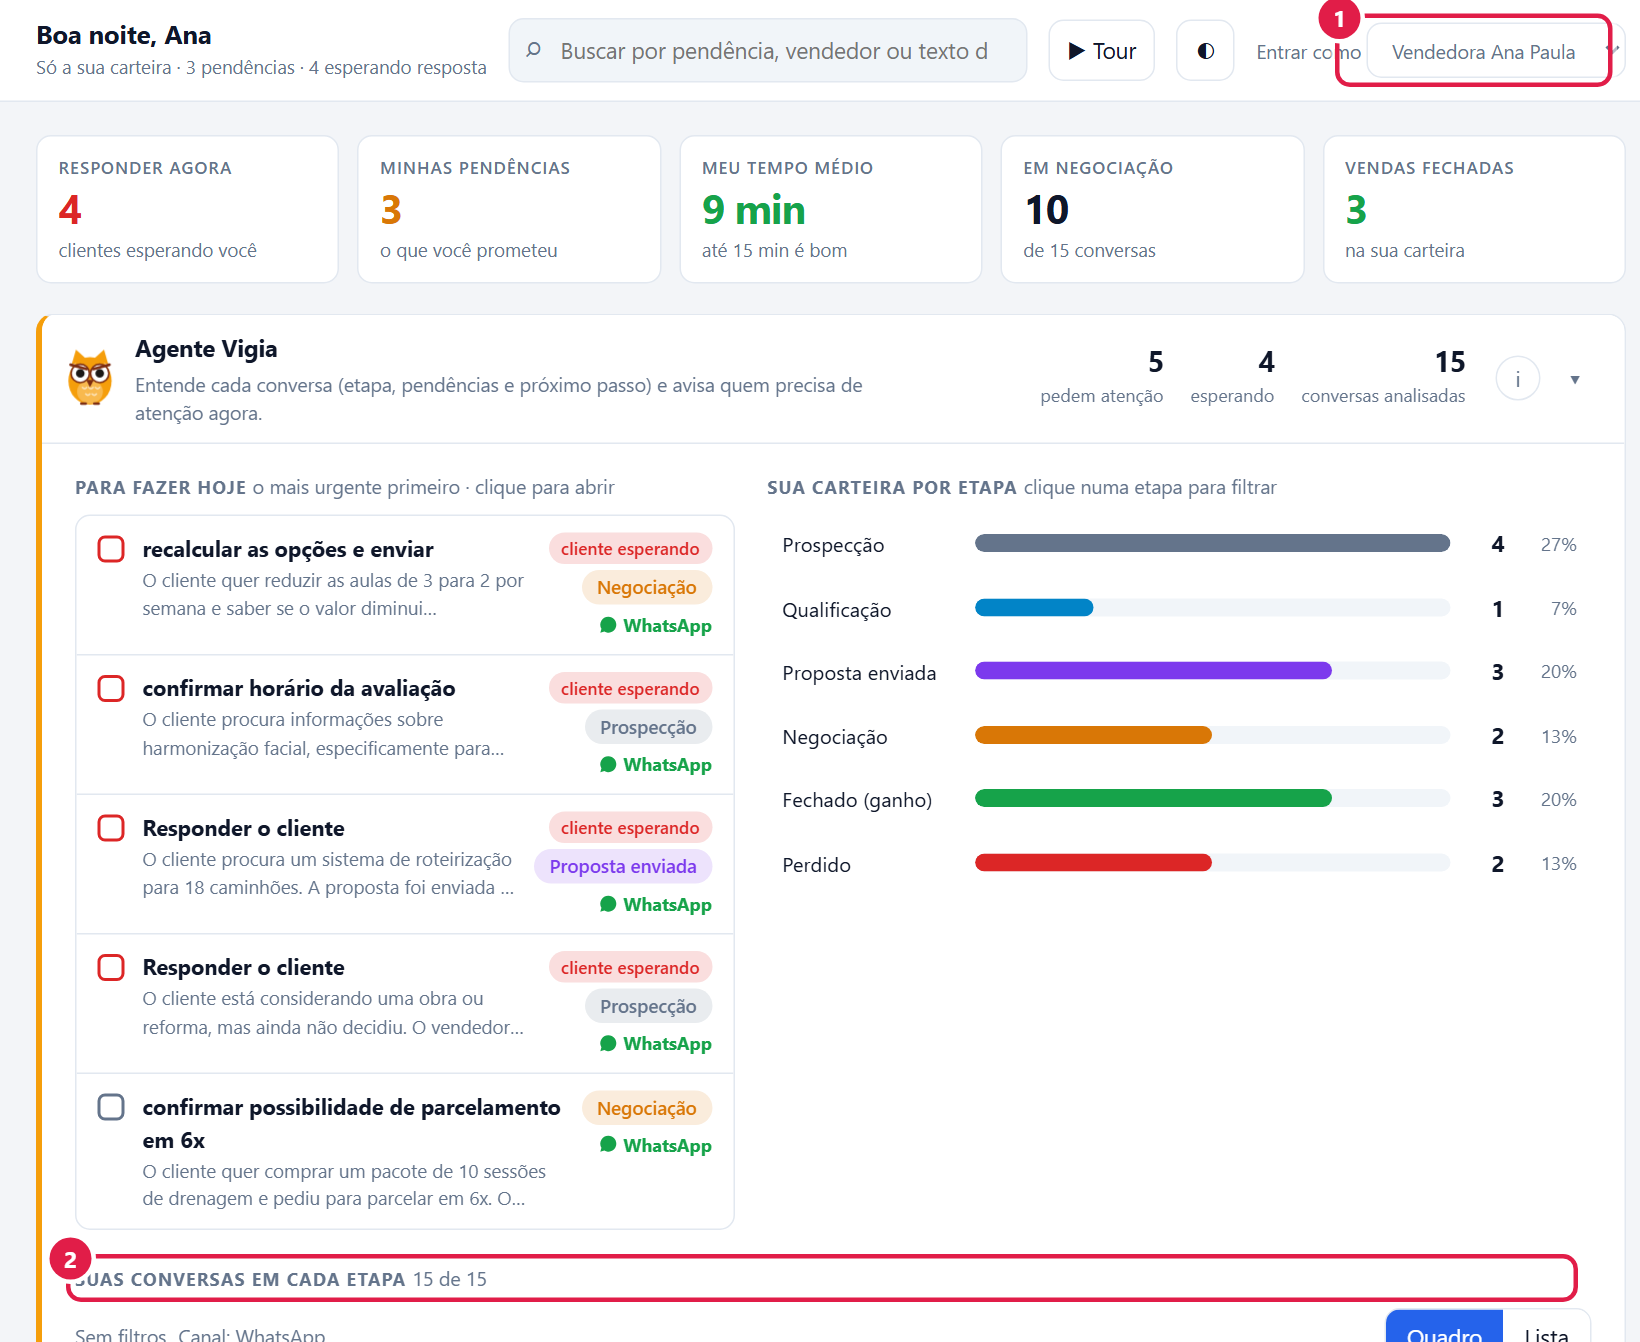 Boa noite, Ana
Só a sua carteira · 3 pendências · 4 esperando resposta
Buscar por pendência, vendedor ou texto d
▶ Tour
Entrar como
Vendedora Ana Paula
1
RESPONDER AGORA
4
clientes esperando você
MINHAS PENDÊNCIAS
3
o que você prometeu
MEU TEMPO MÉDIO
9 min
até 15 min é bom
EM NEGOCIAÇÃO
10
de 15 conversas
VENDAS FECHADAS
3
na sua carteira
Agente Vigia
Entende cada conversa (etapa, pendências e próximo passo) e avisa quem precisa de
atenção agora.
5
pedem atenção
4
esperando
15
conversas analisadas
i
PARA FAZER HOJE o mais urgente primeiro · clique para abrir
recalcular as opções e enviar
O cliente quer reduzir as aulas de 3 para 2 por
semana e saber se o valor diminui...
cliente esperando
Negociação
WhatsApp
confirmar horário da avaliação
O cliente procura informações sobre
harmonização facial, especificamente para...
cliente esperando
Prospecção
WhatsApp
Responder o cliente
O cliente procura um sistema de roteirização
para 18 caminhões. A proposta foi enviada ...
cliente esperando
Proposta enviada
WhatsApp
Responder o cliente
O cliente está considerando uma obra ou
reforma, mas ainda não decidiu. O vendedor...
cliente esperando
Prospecção
WhatsApp
confirmar possibilidade de parcelamento
em 6x
O cliente quer comprar um pacote de 10 sessões
de drenagem e pediu para parcelar em 6x. O...
Negociação
WhatsApp
SUA CARTEIRA POR ETAPA clique numa etapa para filtrar
Prospecção 4 27%
Qualificação 1 7%
Proposta enviada 3 20%
Negociação 2 13%
Fechado (ganho) 3 20%
Perdido 2 13%
2
SUAS CONVERSAS EM CADA ETAPA 15 de 15
Sem filtros. Canal: WhatsApp
Quadro
Lista